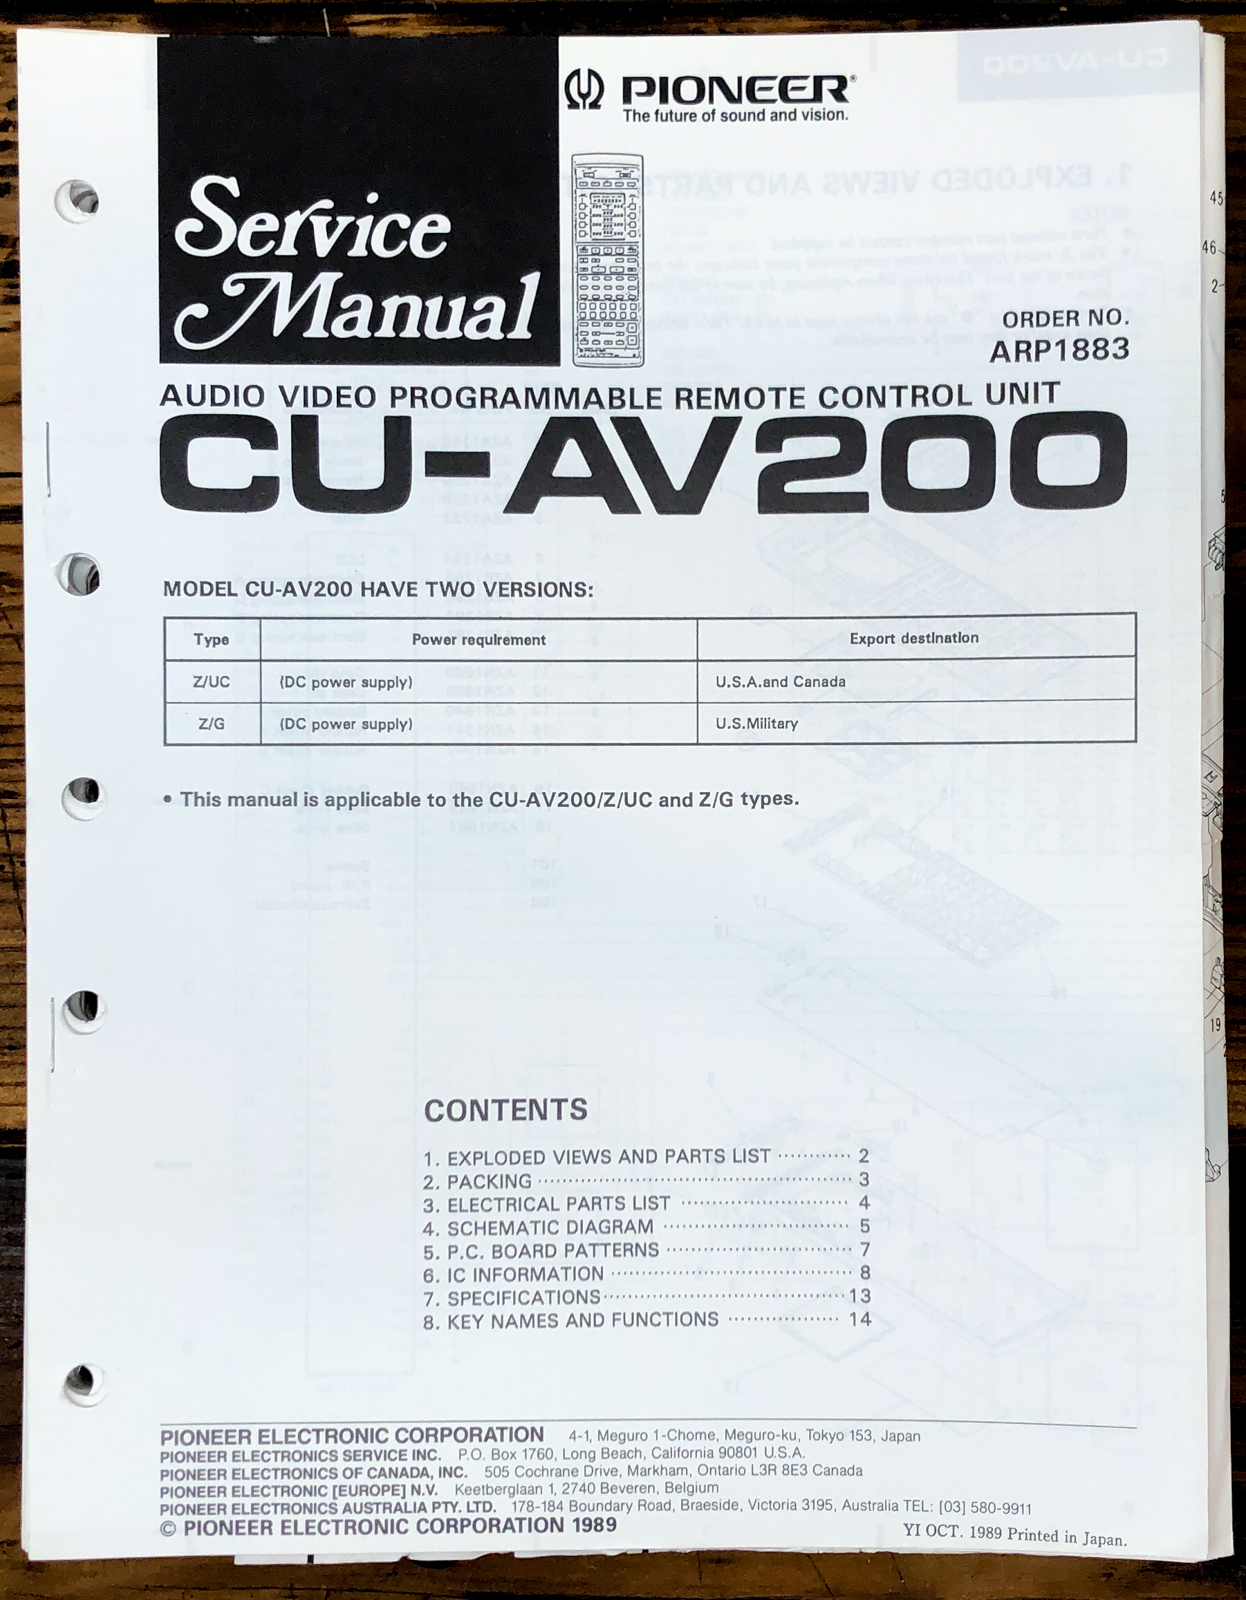 PIONEER®
The future of sound and vision.
Service
Manual
ORDER NO.
ARP1883
AUDIO VIDEO PROGRAMMABLE REMOTE CONTROL UNIT
CU-AV200
MODEL CU-AV200 HAVE TWO VERSIONS:
Type Power requirement Export destination
Z/UC (DC power supply) U.S.A.and Canada
Z/G (DC power supply) U.S.Military
• This manual is applicable to the CU-AV200/Z/UC and Z/G types.
CONTENTS
1. EXPLODED VIEWS AND PARTS LIST ············ 2
2. PACKING ·················································· 3
3. ELECTRICAL PARTS LIST ··························· 4
4. SCHEMATIC DIAGRAM ······························ 5
5. P.C. BOARD PATTERNS ······························ 7
6. IC INFORMATION ······································· 8
7. SPECIFICATIONS ······································· 13
8. KEY NAMES AND FUNCTIONS ·················· 14
PIONEER ELECTRONIC CORPORATION 4-1, Meguro 1-Chome, Meguro-ku, Tokyo 153, Japan
PIONEER ELECTRONICS SERVICE INC. P.O. Box 1760, Long Beach, California 90801 U.S.A.
PIONEER ELECTRONICS OF CANADA, INC. 505 Cochrane Drive, Markham, Ontario L3R 8E3 Canada
PIONEER ELECTRONIC [EUROPE] N.V. Keetberglaan 1, 2740 Beveren, Belgium
PIONEER ELECTRONICS AUSTRALIA PTY. LTD. 178-184 Boundary Road, Braeside, Victoria 3195, Australia TEL: [03] 580-9911
© PIONEER ELECTRONIC CORPORATION 1989
YI OCT. 1989 Printed in Japan.
45
46
2
19